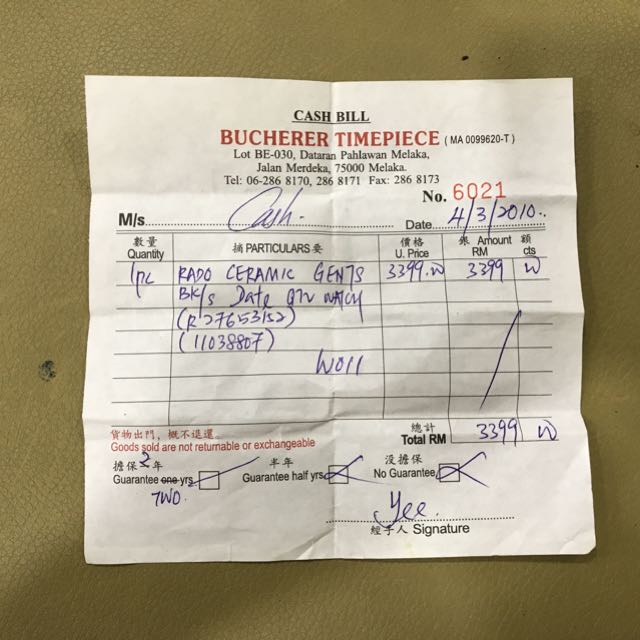 CASH BILL
BUCHERER TIMEPIECE ( MA 0099620-T )
Lot BE-030, Dataran Pahlawan Melaka,
Jalan Merdeka, 75000 Melaka.
Tel: 06-286 8170, 286 8171 Fax: 286 8173
No. 6021
M/s Cash. Date 4/3/2010.
數量 摘 PARTICULARS 要 價格 銀 Amount 額
Quantity U. Price RM cts
1pc RADO CERAMIC GENTS 3399.00 3399 00
Bk/s Date Qtz
(R27653152)
(11038807)
W011
貨物出門，概不退還。 總計
Goods sold are not returnable or exchangeable Total RM 3399 00
擔保 2 年 半年 没擔保
Guarantee one yrs Guarantee half yrs No Guarantee
TWO
Yee
經手人 Signature